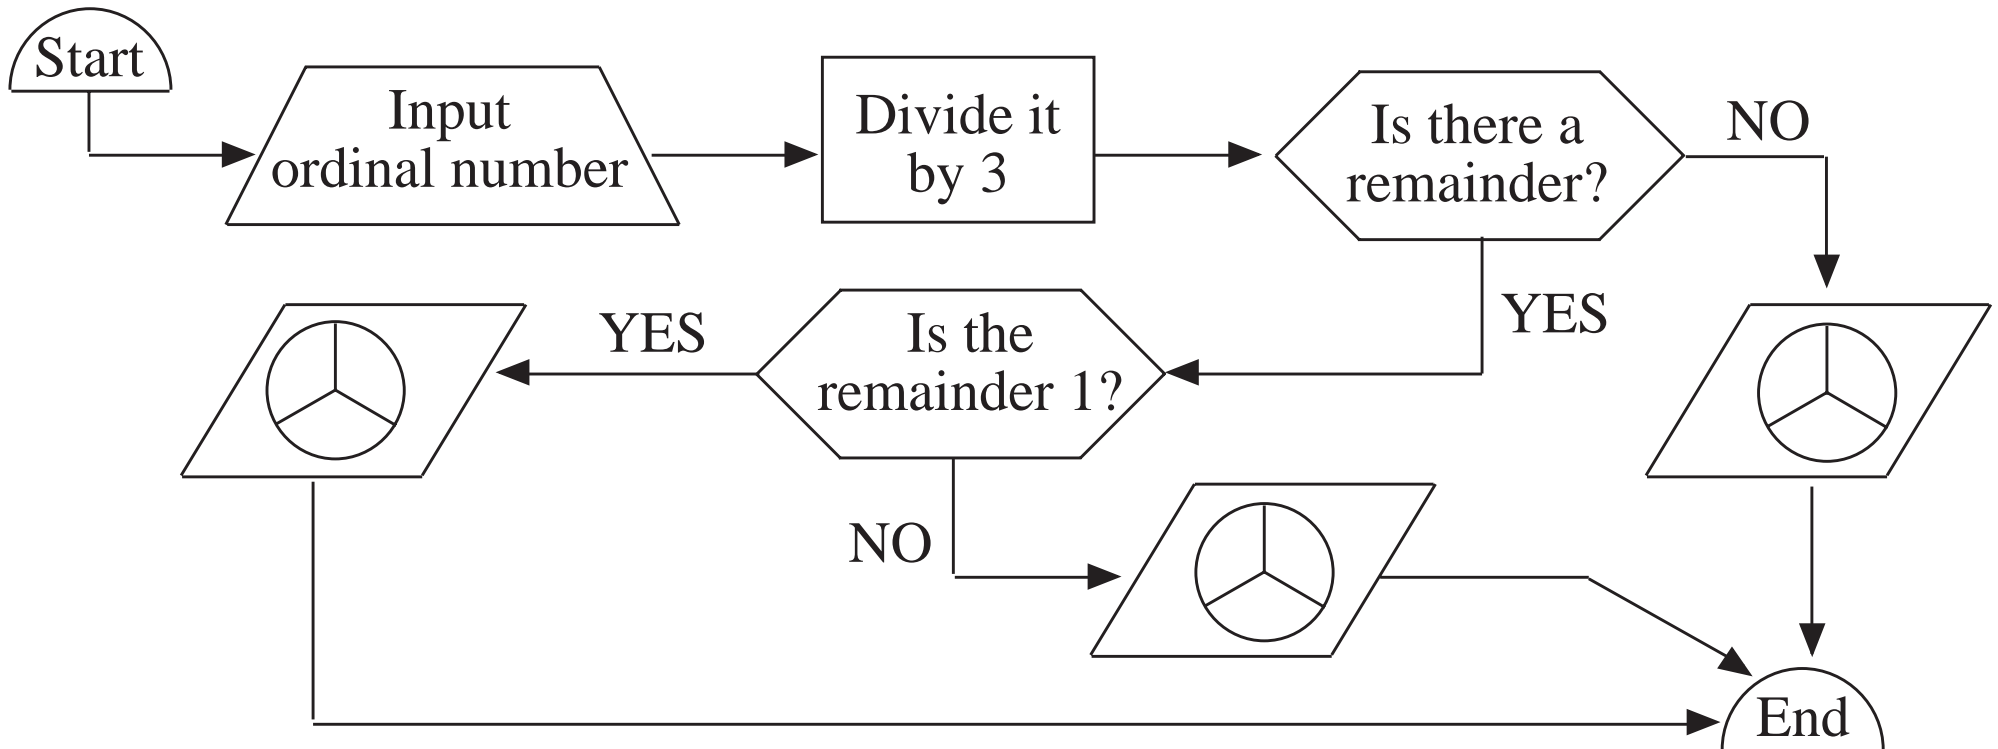 Start
Input
ordinal number
Divide it
by 3
Is there a
remainder?
NO
YES
Is the
remainder 1?
YES
NO
End